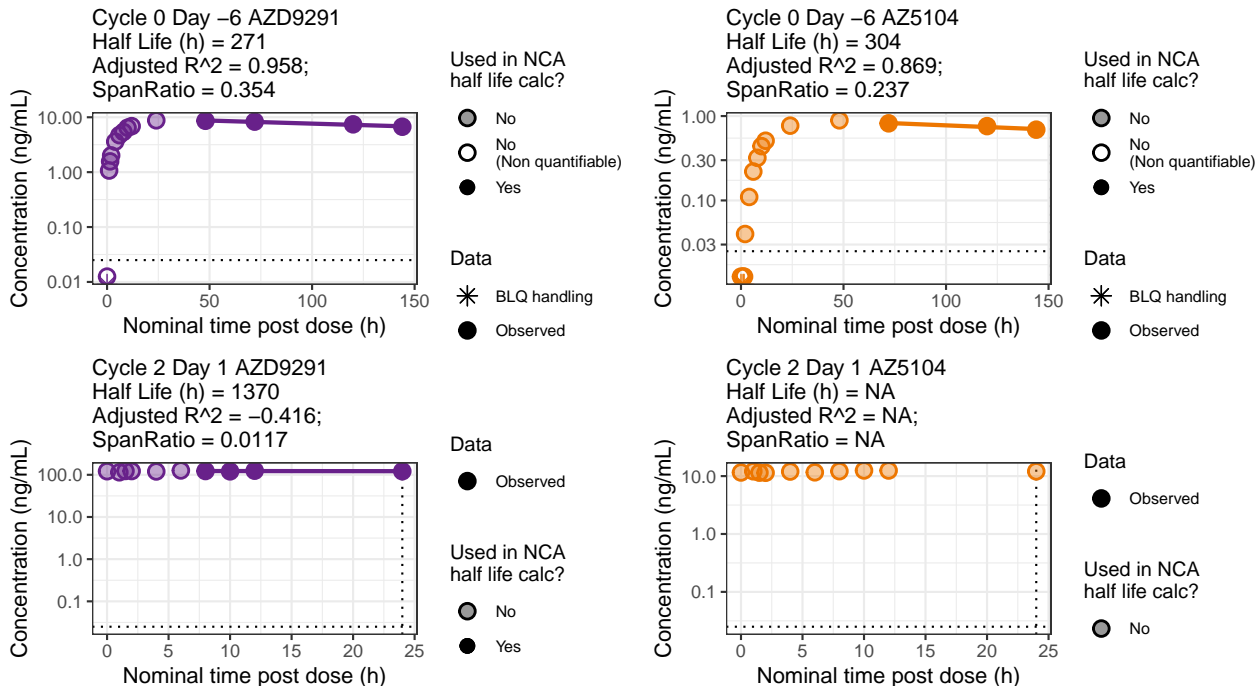 Cycle 0 Day −6 AZD9291
Half Life (h) = 271
Adjusted R^2 = 0.958;
SpanRatio = 0.354
Concentration (ng/mL)
10.00
1.00
0.10
0.01
0
50
100
150
Nominal time post dose (h)
Used in NCA
half life calc?
No
No
(Non quantifiable)
Yes
Data
BLQ handling
Observed
Cycle 0 Day −6 AZ5104
Half Life (h) = 304
Adjusted R^2 = 0.869;
SpanRatio = 0.237
Concentration (ng/mL)
1.00
0.30
0.10
0.03
0
50
100
150
Nominal time post dose (h)
Used in NCA
half life calc?
No
No
(Non quantifiable)
Yes
Data
BLQ handling
Observed
Cycle 2 Day 1 AZD9291
Half Life (h) = 1370
Adjusted R^2 = −0.416;
SpanRatio = 0.0117
Concentration (ng/mL)
100.0
10.0
1.0
0.1
0
5
10
15
20
25
Nominal time post dose (h)
Data
Observed
Used in NCA
half life calc?
No
Yes
Cycle 2 Day 1 AZ5104
Half Life (h) = NA
Adjusted R^2 = NA;
SpanRatio = NA
Concentration (ng/mL)
10.0
1.0
0.1
0
5
10
15
20
25
Nominal time post dose (h)
Data
Observed
Used in NCA
half life calc?
No